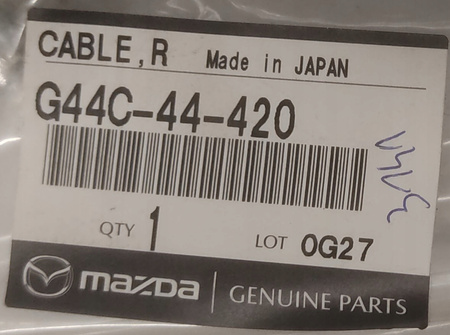 CABLE,R Made in JAPAN
G44C-44-420
QTY 1 LOT 0G27
mazda GENUINE PARTS